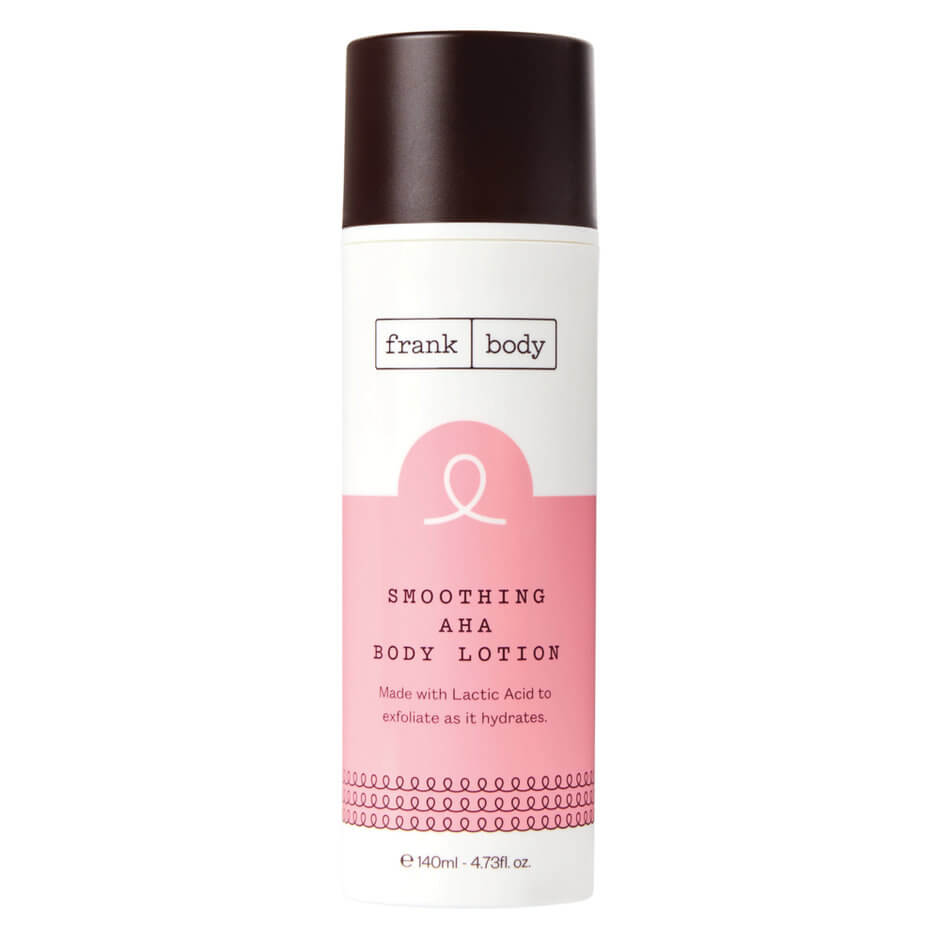 frank body
SMOOTHING
AHA
BODY LOTION
Made with Lactic Acid to
exfoliate as it hydrates.
℮ 140ml - 4.73fl. oz.